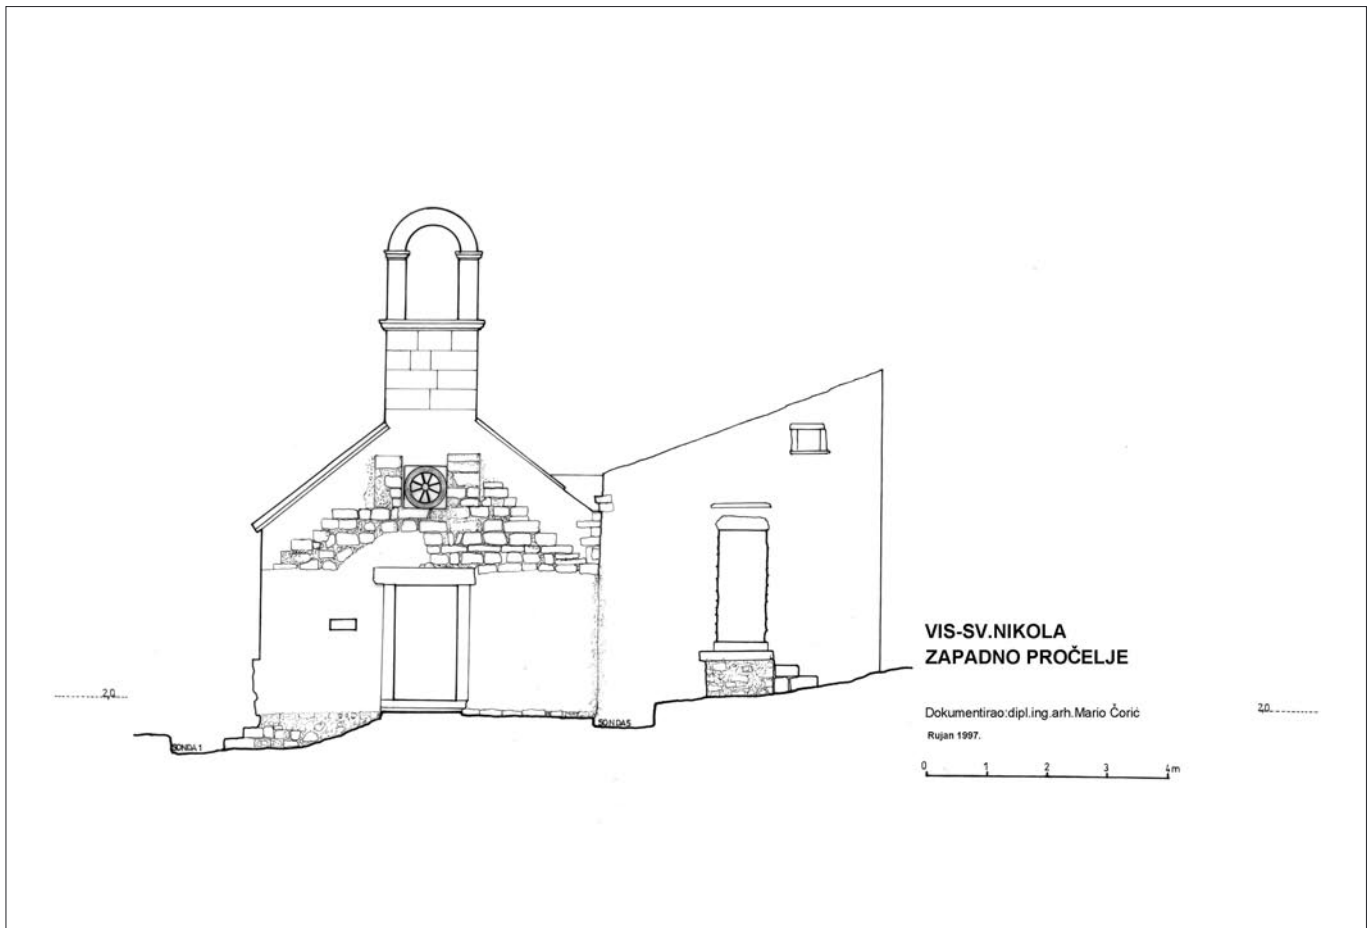 VIS-SV.NIKOLA
ZAPADNO PROČELJE
2,0
Dokumentirao:dipl.ing.arh.Mario Čorić
2,0
Rujan 1997.
SONDA 5
SONDA 1
0 1 2 3 4m